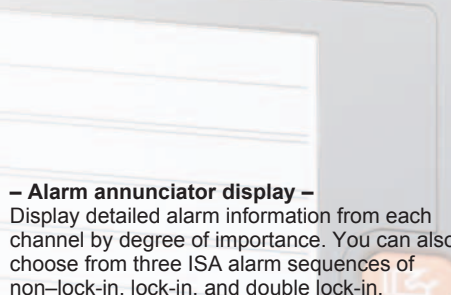 – Alarm annunciator display –
Display detailed alarm information from each
channel by degree of importance. You can also
choose from three ISA alarm sequences of
non–lock-in, lock-in, and double lock-in.